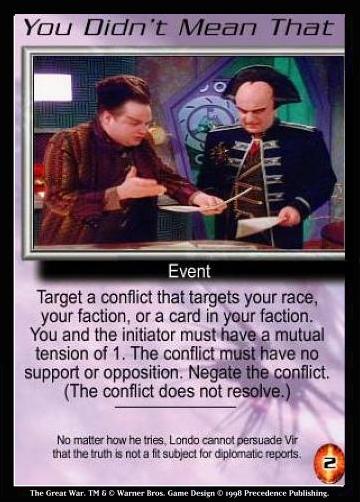 You Didn't Mean That
Event
Target a conflict that targets your race,
your faction, or a card in your faction.
You and the initiator must have a mutual
tension of 1. The conflict must have no
support or opposition. Negate the conflict.
(The conflict does not resolve.)
No matter how he tries, Londo cannot persuade Vir
that the truth is not a fit subject for diplomatic reports.
2
The Great War. TM & © Warner Bros. Game Design © 1998 Precedence Publishing.